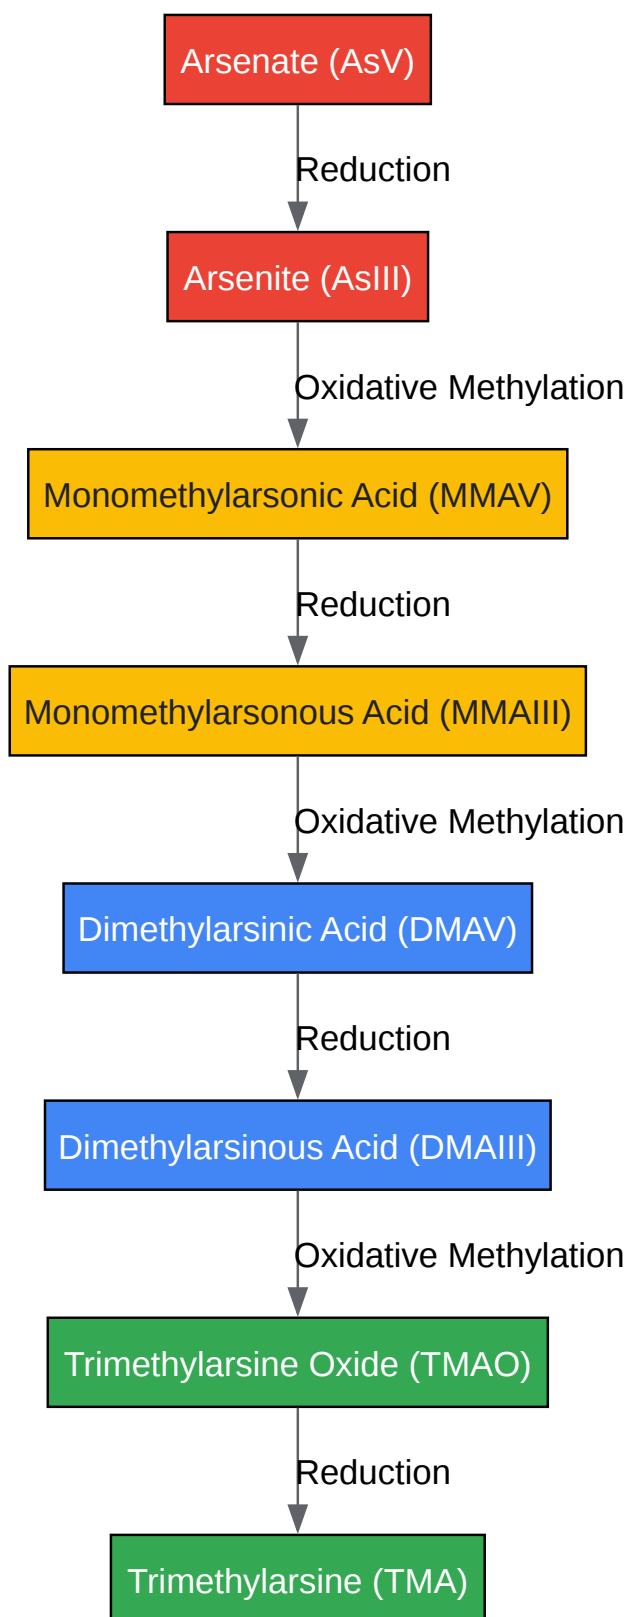 Arsenate (AsV)
Reduction
Arsenite (AsIII)
Oxidative Methylation
Monomethylarsonic Acid (MMAV)
Reduction
Monomethylarsonous Acid (MMAIII)
Oxidative Methylation
Dimethylarsinic Acid (DMAV)
Reduction
Dimethylarsinous Acid (DMAIII)
Oxidative Methylation
Trimethylarsine Oxide (TMAO)
Reduction
Trimethylarsine (TMA)